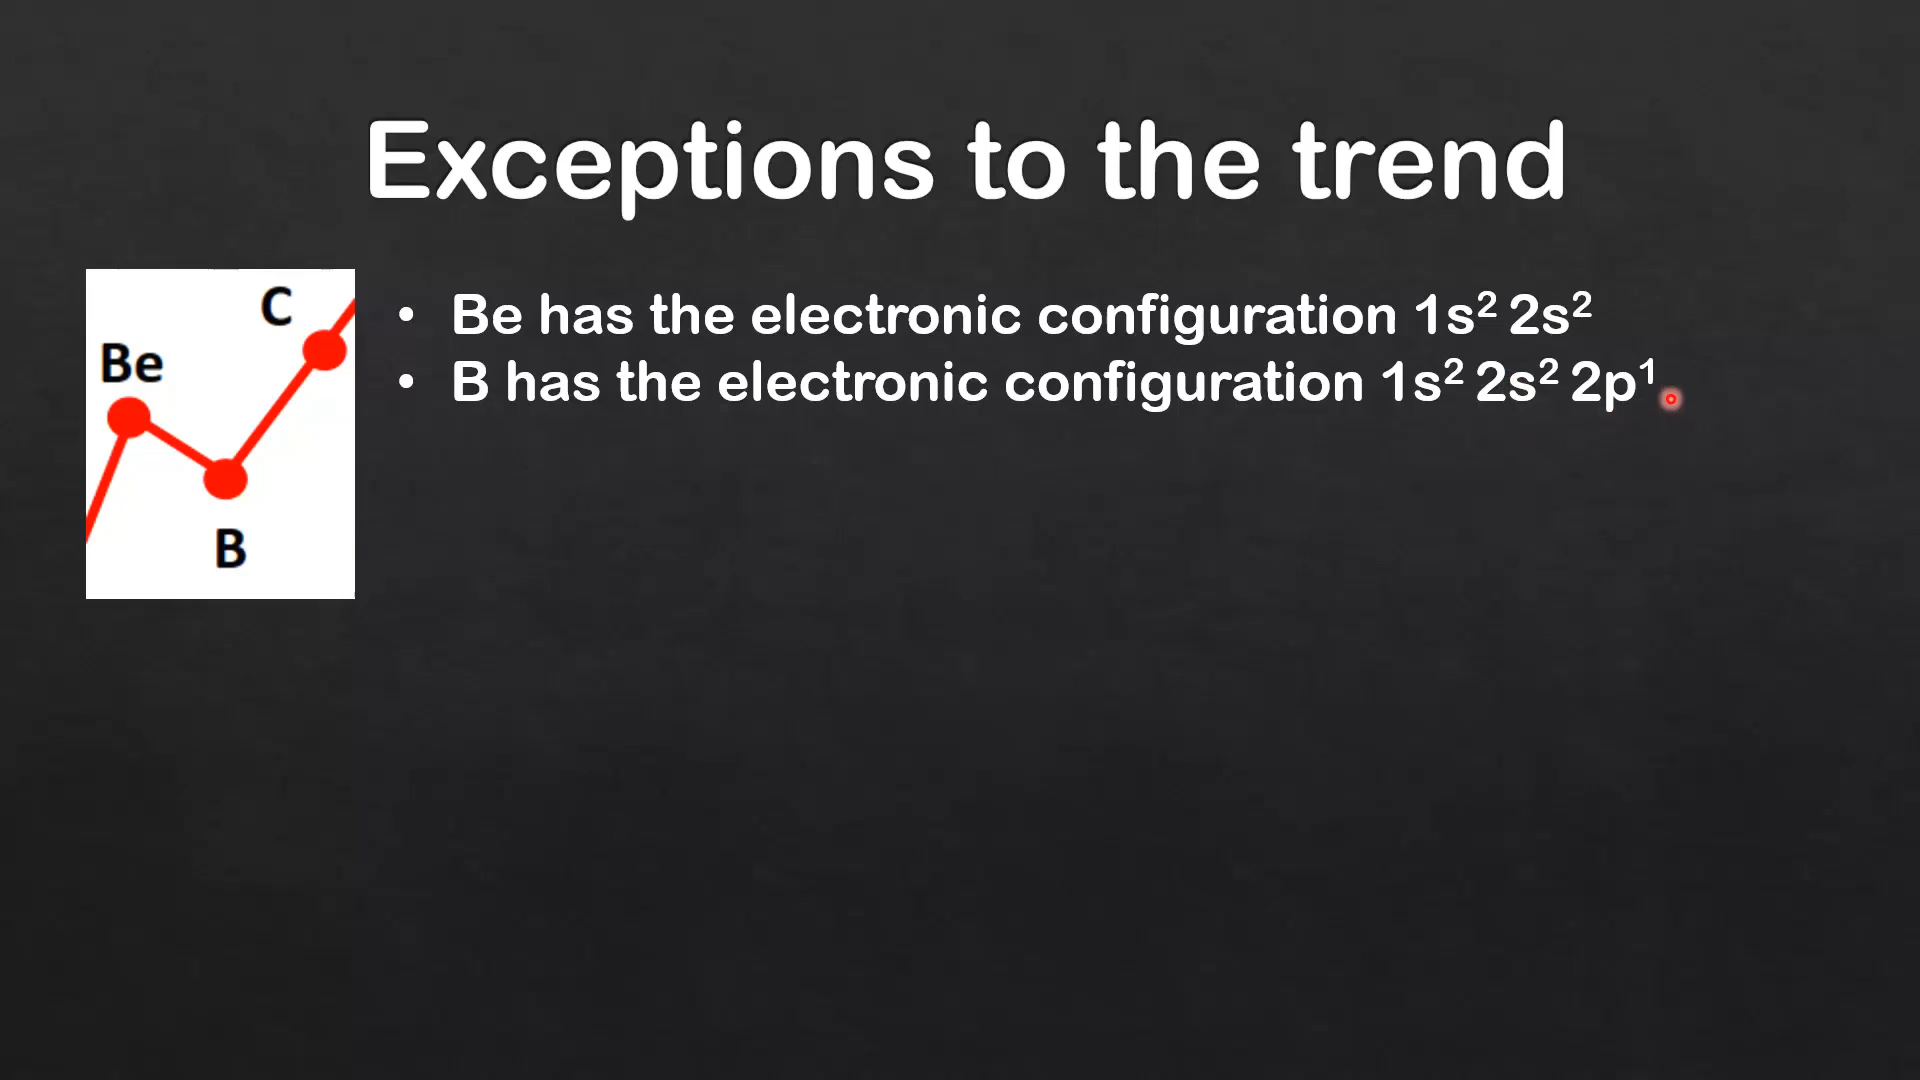 Exceptions to the trend
C
Be
B
• Be has the electronic configuration 1s² 2s²
• B has the electronic configuration 1s² 2s² 2p¹